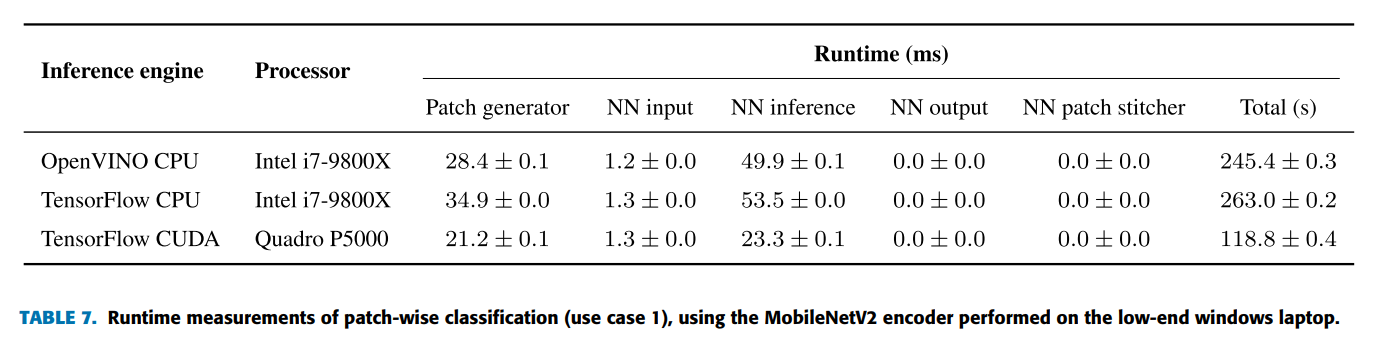 Inference engine Processor Runtime (ms)
Patch generator NN input NN inference NN output NN patch stitcher Total (s)
OpenVINO CPU Intel i7-9800X 28.4 ± 0.1 1.2 ± 0.0 49.9 ± 0.1 0.0 ± 0.0 0.0 ± 0.0 245.4 ± 0.3
TensorFlow CPU Intel i7-9800X 34.9 ± 0.0 1.3 ± 0.0 53.5 ± 0.0 0.0 ± 0.0 0.0 ± 0.0 263.0 ± 0.2
TensorFlow CUDA Quadro P5000 21.2 ± 0.1 1.3 ± 0.0 23.3 ± 0.1 0.0 ± 0.0 0.0 ± 0.0 118.8 ± 0.4
TABLE 7. Runtime measurements of patch-wise classification (use case 1), using the MobileNetV2 encoder performed on the low-end windows laptop.